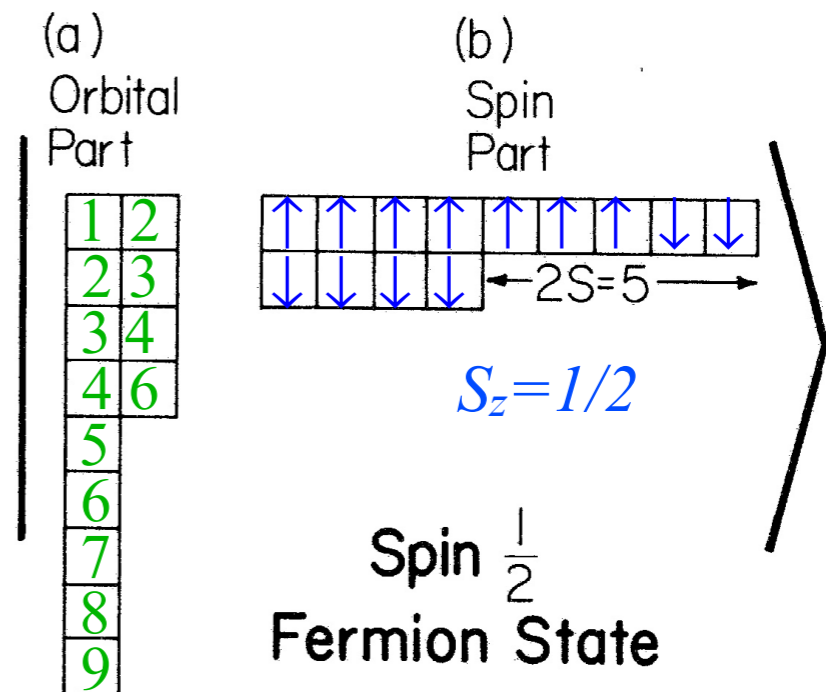 (a)
Orbital
Part
1 2
2 3
3 4
4 6
5
6
7
8
9
(b)
Spin
Part
↑ ↑ ↑ ↑ ↑ ↑ ↑ ↓ ↓
↓ ↓ ↓ ↓ ←2S=5→
Sz=1/2
Spin 1/2
Fermion State